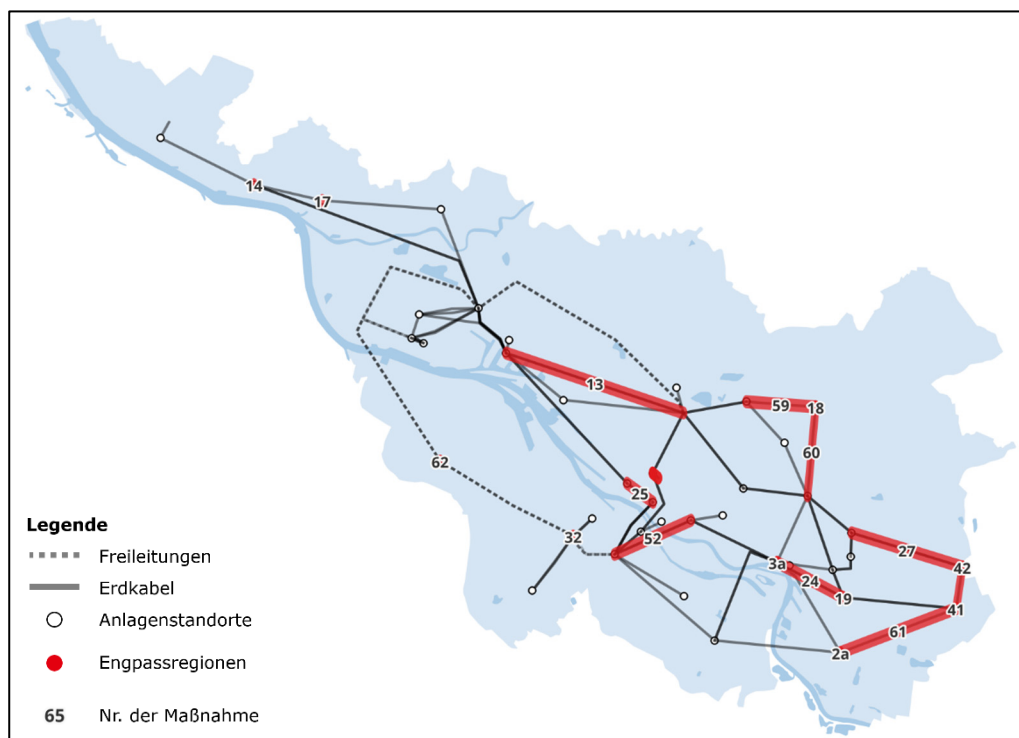 14
17
13
59
18
62
60
25
52
32
27
3a
42
24
19
41
61
2a
Legende
Freileitungen
Erdkabel
Anlagenstandorte
Engpassregionen
65 Nr. der Maßnahme